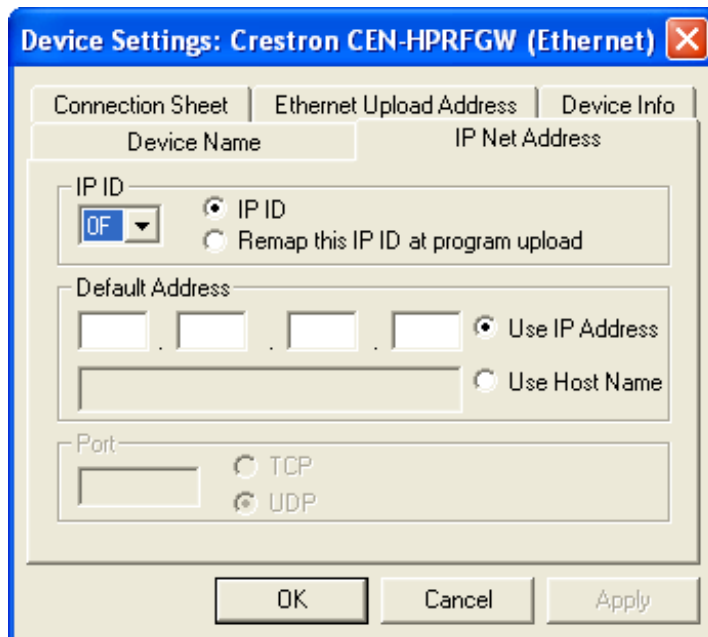 Device Settings: Crestron CEN-HPRFGW (Ethernet)
Connection Sheet Ethernet Upload Address Device Info
Device Name IP Net Address
IP ID
0F IP ID
Remap this IP ID at program upload
Default Address
. . . Use IP Address
Use Host Name
Port
TCP
UDP
OK Cancel Apply